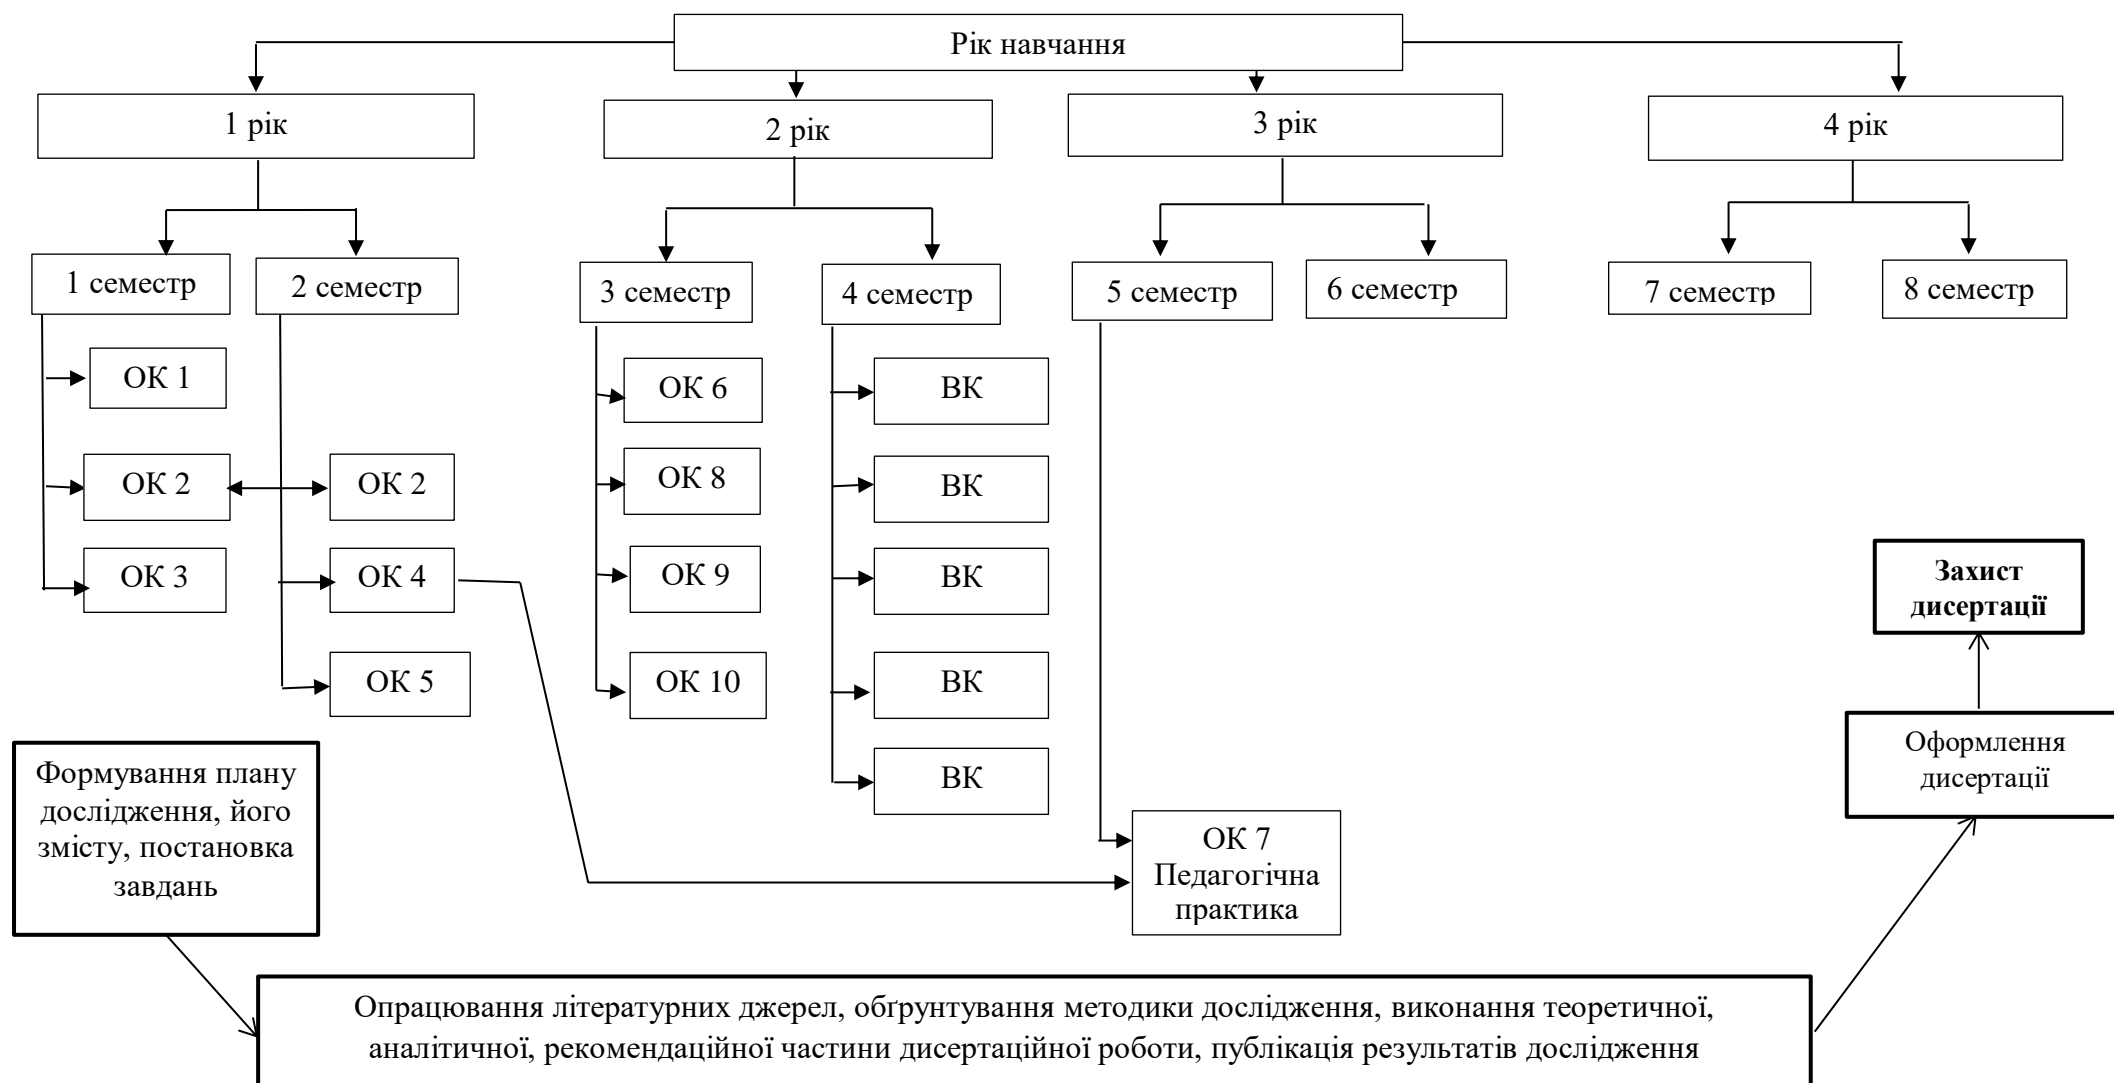 Рік навчання
1 рік
2 рік
3 рік
4 рік
1 семестр
2 семестр
3 семестр
4 семестр
5 семестр
6 семестр
7 семестр
8 семестр
ОК 1
ОК 2
ОК 3
ОК 2
ОК 4
ОК 5
ОК 6
ОК 8
ОК 9
ОК 10
ВК
ВК
ВК
ВК
ВК
ОК 7
Педагогічна
практика
Захист
дисертації
Оформлення
дисертації
Формування плану
дослідження, його
змісту, постановка
завдань
Опрацювання літературних джерел, обґрунтування методики дослідження, виконання теоретичної,
аналітичної, рекомендаційної частини дисертаційної роботи, публікація результатів дослідження